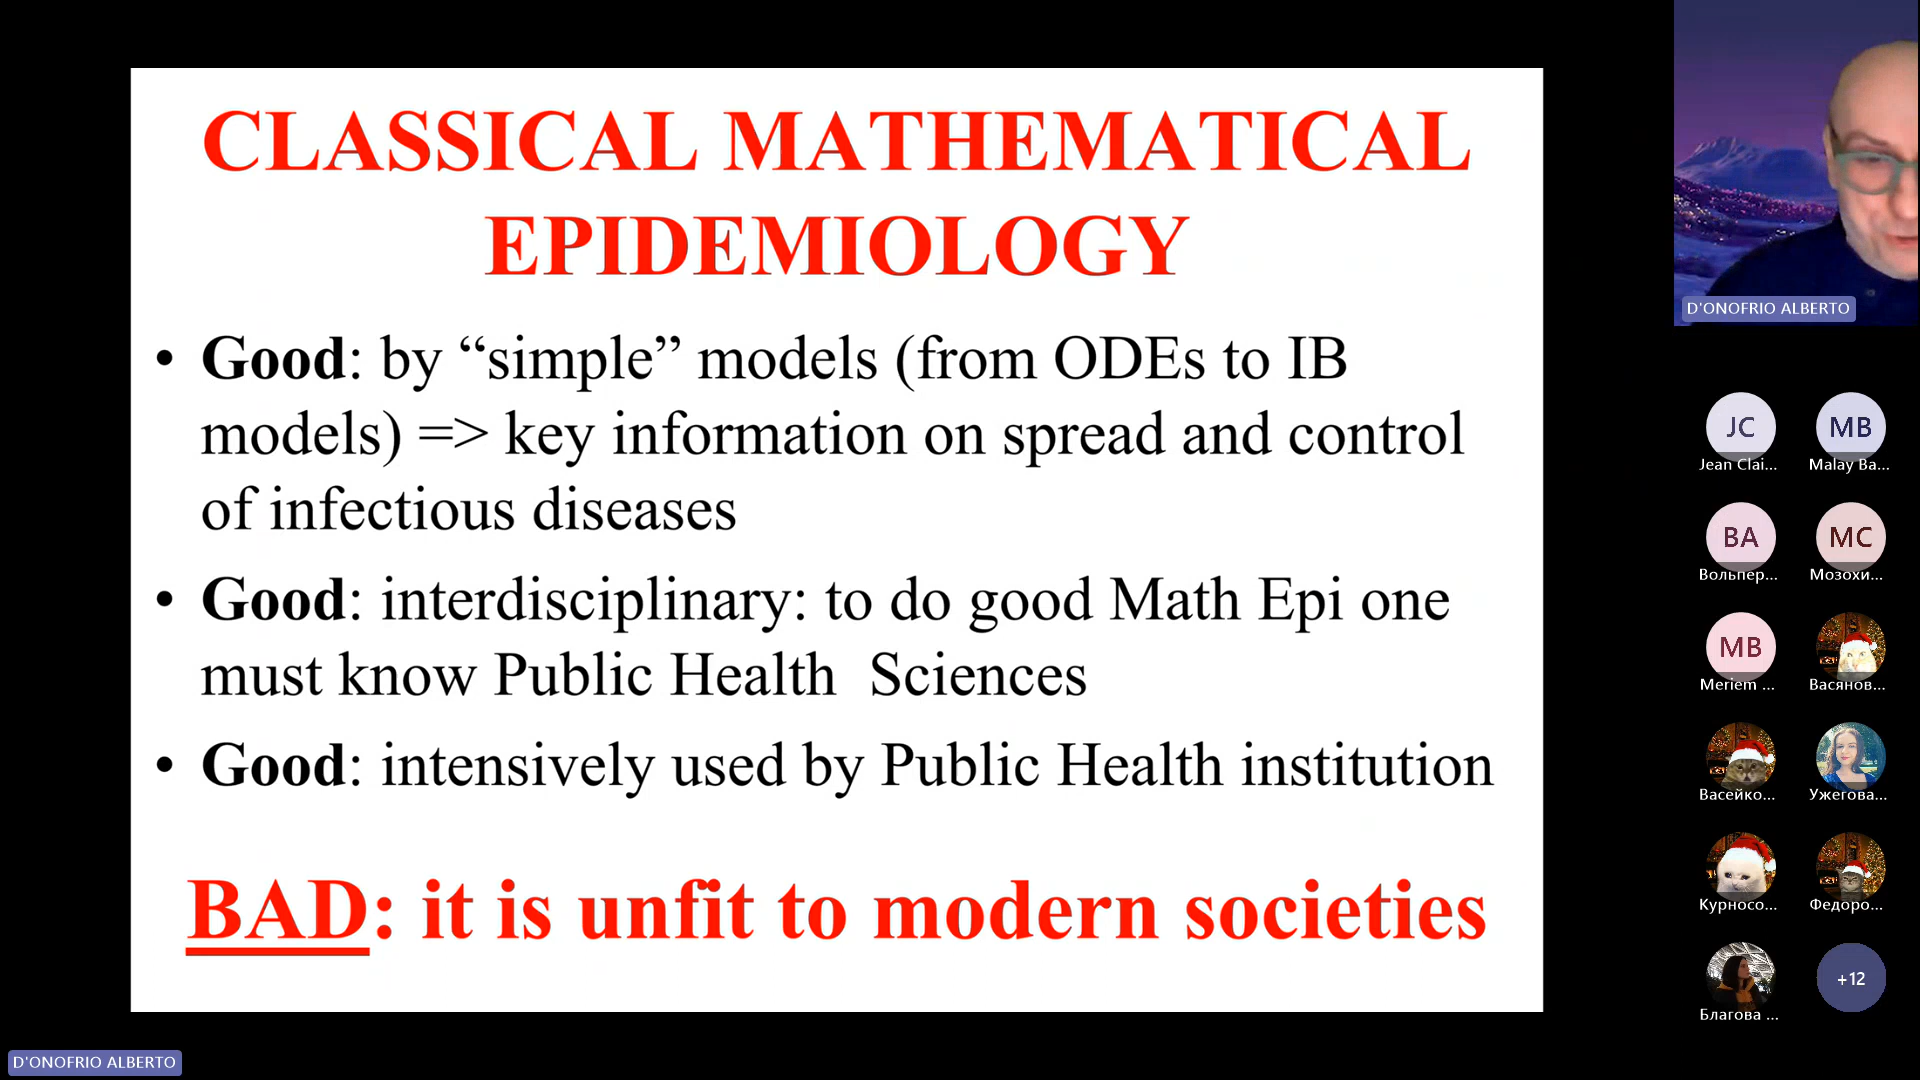 CLASSICAL MATHEMATICAL
EPIDEMIOLOGY
• Good: by “simple” models (from ODEs to IB
models) => key information on spread and control
of infectious diseases
• Good: interdisciplinary: to do good Math Epi one
must know Public Health  Sciences
• Good: intensively used by Public Health institution
BAD: it is unfit to modern societies
D'ONOFRIO ALBERTO
JC
MB
Jean Clai...
Malay Ba...
BA
MC
Вольпер...
Мозохи...
MB
Meriem ...
Васянов...
Васейко...
Ужегова...
Курносо...
Федоро...
+12
Благова ...
D'ONOFRIO ALBERTO